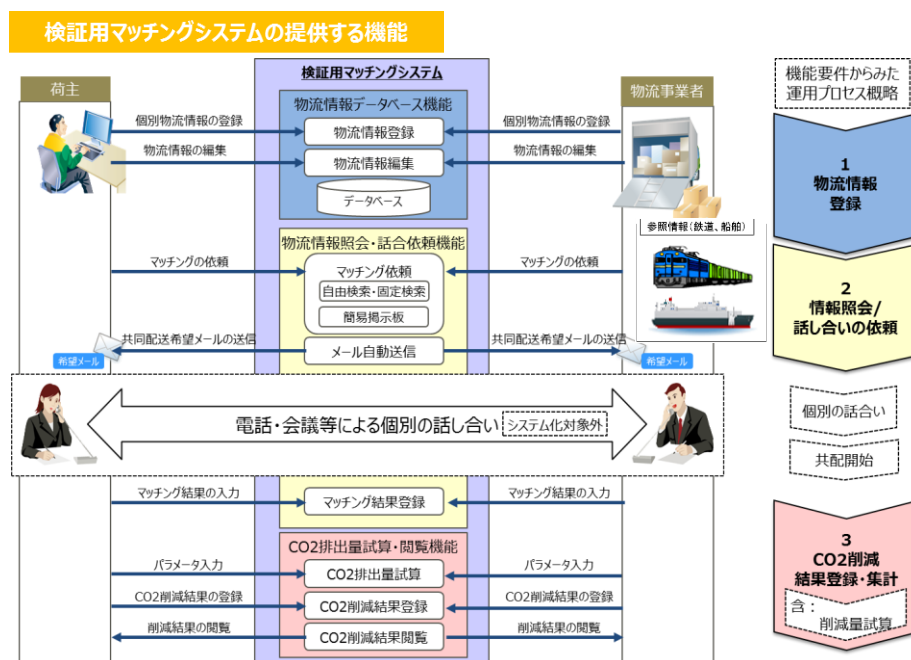 検証用マッチングシステムの提供する機能
荷主
検証用マッチングシステム
物流事業者
機能要件からみた
運用プロセス概略
物流情報データベース機能
個別物流情報の登録
物流情報登録
個別物流情報の登録
物流情報の編集
物流情報編集
物流情報の編集
データベース
1
物流情報
登録
参照情報(鉄道、船舶)
物流情報照会・話合依頼機能
マッチングの依頼
マッチング依頼
マッチングの依頼
自由検索・固定検索
簡易掲示板
共同配送希望メールの送信
メール自動送信
共同配送希望メールの送信
希望メール
希望メール
2
情報照会/
話し合いの依頼
電話・会議等による個別の話し合い
システム化対象外
個別の話合い
共配開始
マッチング結果の入力
マッチング結果登録
マッチング結果の入力
CO2排出量試算・閲覧機能
パラメータ入力
CO2排出量試算
パラメータ入力
CO2削減結果の登録
CO2削減結果登録
CO2削減結果の登録
削減結果の閲覧
CO2削減結果閲覧
削減結果の閲覧
3
CO2削減
結果登録・集計
含:
削減量試算